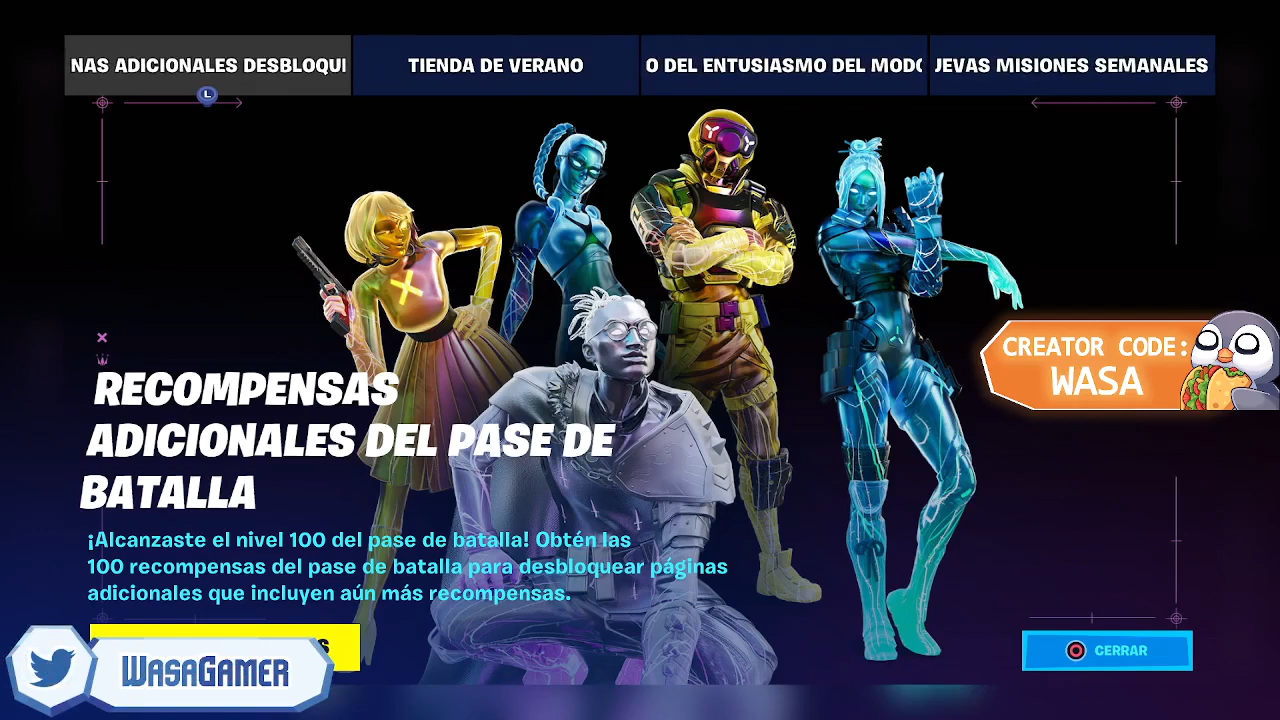 NAS ADICIONALES DESBLOQUI
TIENDA DE VERANO
O DEL ENTUSIASMO DEL MODO
JEVAS MISIONES SEMANALES
L
CREATOR CODE:
WASA
RECOMPENSAS
ADICIONALES DEL PASE DE
BATALLA
¡Alcanzaste el nivel 100 del pase de batalla! Obtén las
100 recompensas del pase de batalla para desbloquear páginas
adicionales que incluyen aún más recompensas.
WASAGAMER
CERRAR